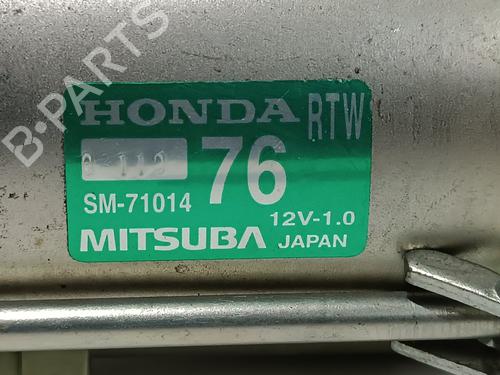 B-PARTS
HONDA RTW
76
SM-71014
12V-1.0
MITSUBA JAPAN